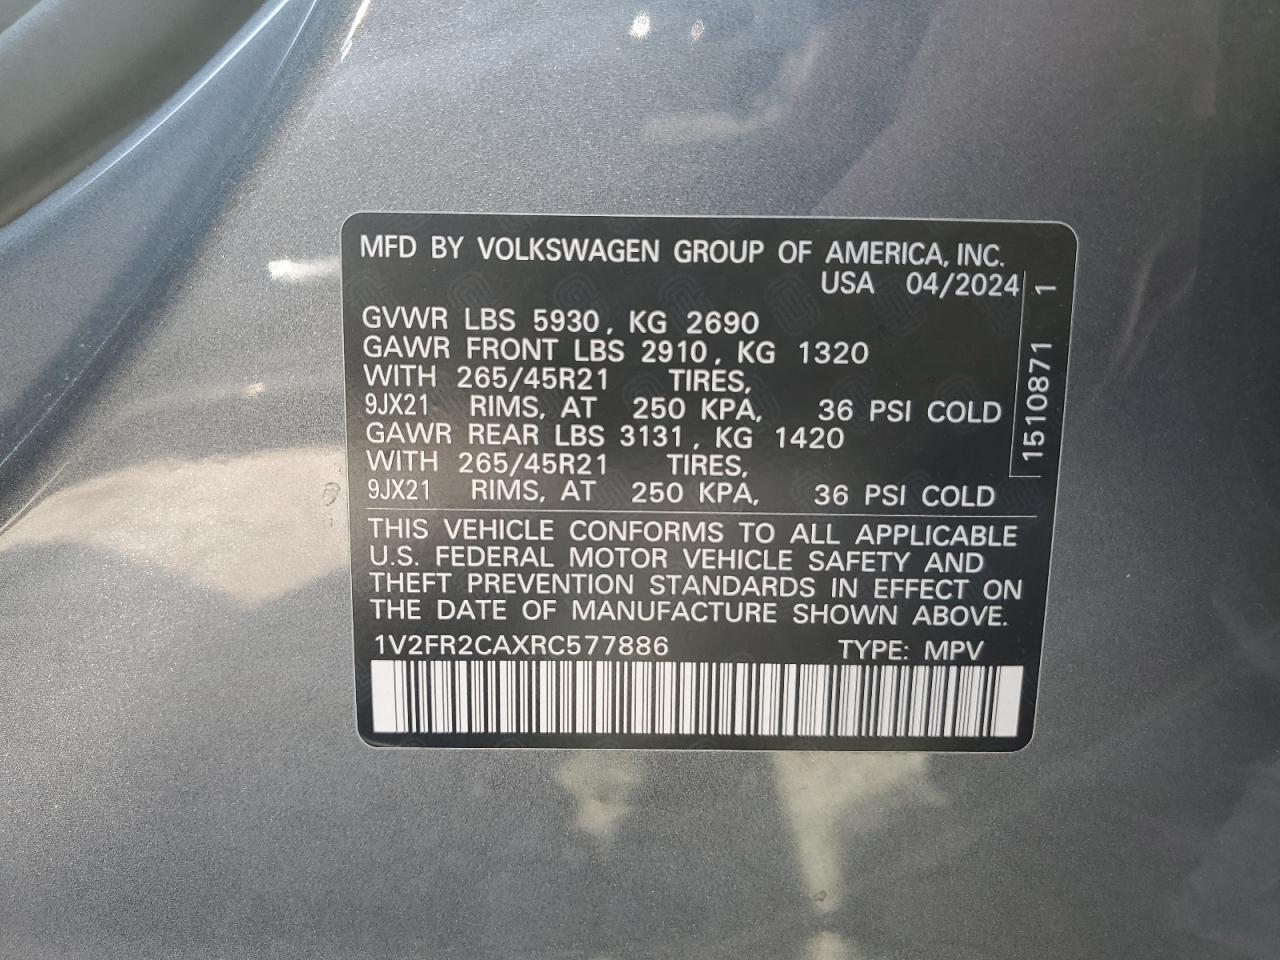 MFD BY VOLKSWAGEN GROUP OF AMERICA, INC.
USA 04/2024
GVWR LBS 5930, KG 2690
GAWR FRONT LBS 2910, KG 1320
WITH 265/45R21 TIRES,
9JX21 RIMS, AT 250 KPA, 36 PSI COLD
GAWR REAR LBS 3131, KG 1420
WITH 265/45R21 TIRES,
9JX21 RIMS, AT 250 KPA, 36 PSI COLD
1510871 1
THIS VEHICLE CONFORMS TO ALL APPLICABLE
U.S. FEDERAL MOTOR VEHICLE SAFETY AND
THEFT PREVENTION STANDARDS IN EFFECT ON
THE DATE OF MANUFACTURE SHOWN ABOVE.
1V2FR2CAXRC577886 TYPE: MPV